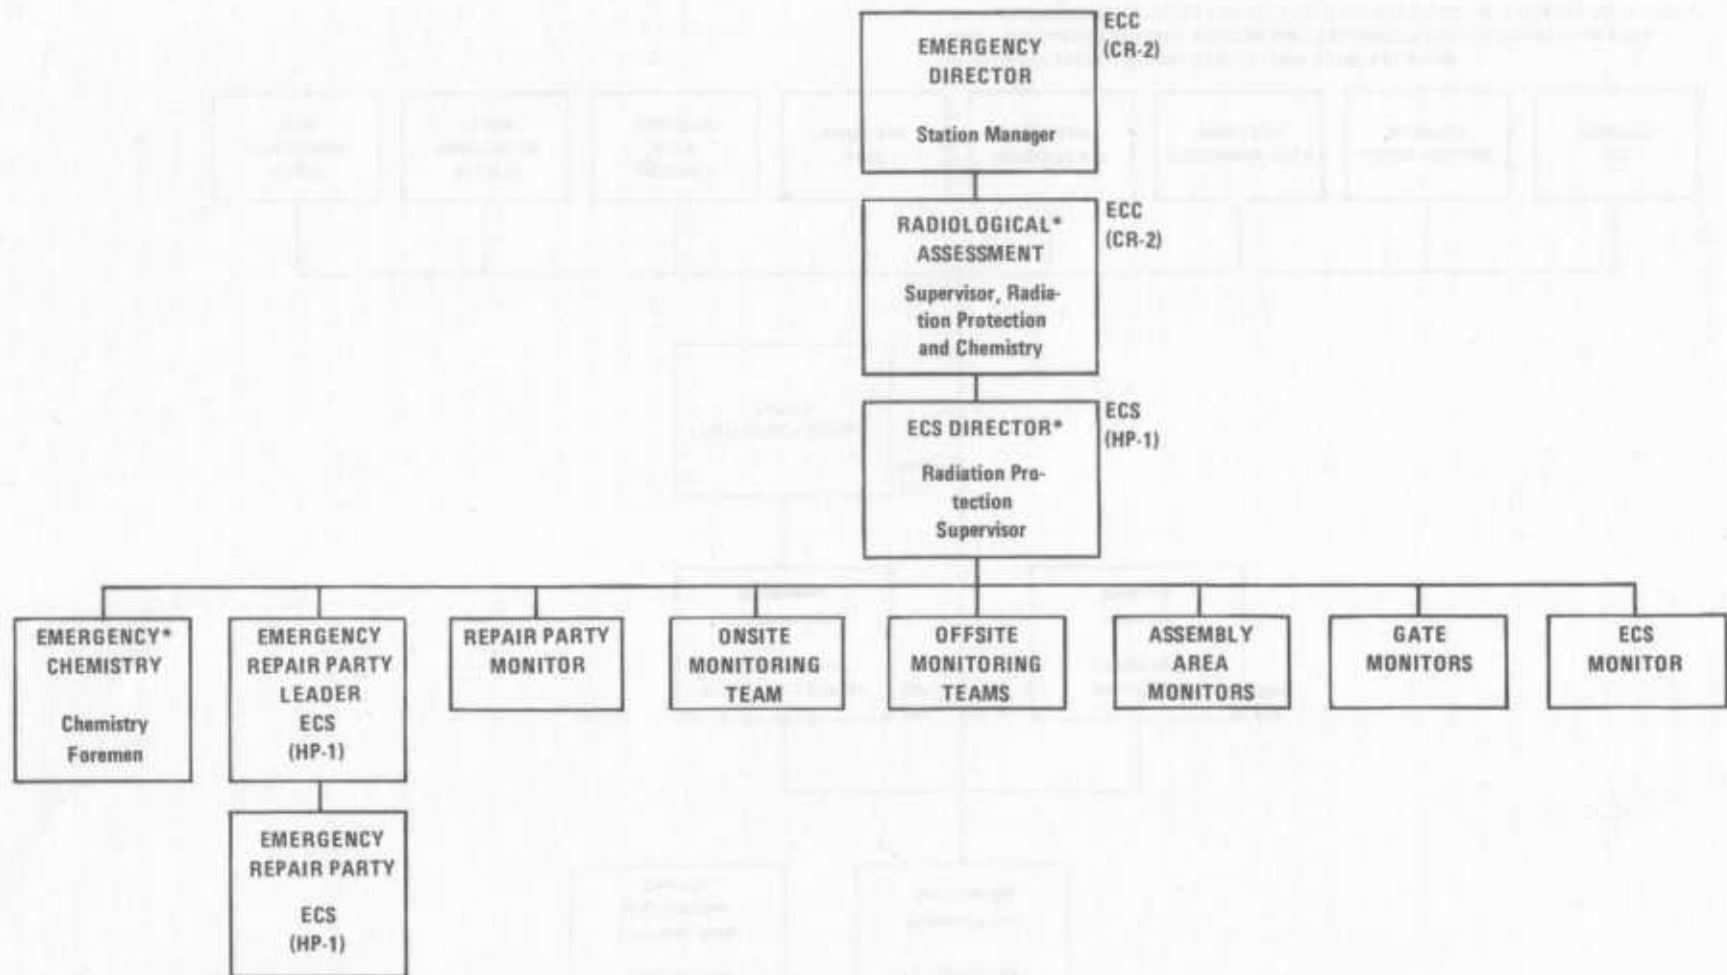 EMERGENCY
DIRECTOR
Station Manager
ECC
(CR-2)
RADIOLOGICAL*
ASSESSMENT
Supervisor, Radia-
tion Protection
and Chemistry
ECC
(CR-2)
ECS DIRECTOR*
Radiation Pro-
tection
Supervisor
ECS
(HP-1)
EMERGENCY*
CHEMISTRY
Chemistry
Foremen
EMERGENCY
REPAIR PARTY
LEADER
ECS
(HP-1)
REPAIR PARTY
MONITOR
ONSITE
MONITORING
TEAM
OFFSITE
MONITORING
TEAMS
ASSEMBLY
AREA
MONITORS
GATE
MONITORS
ECS
MONITOR
EMERGENCY
REPAIR PARTY
ECS
(HP-1)